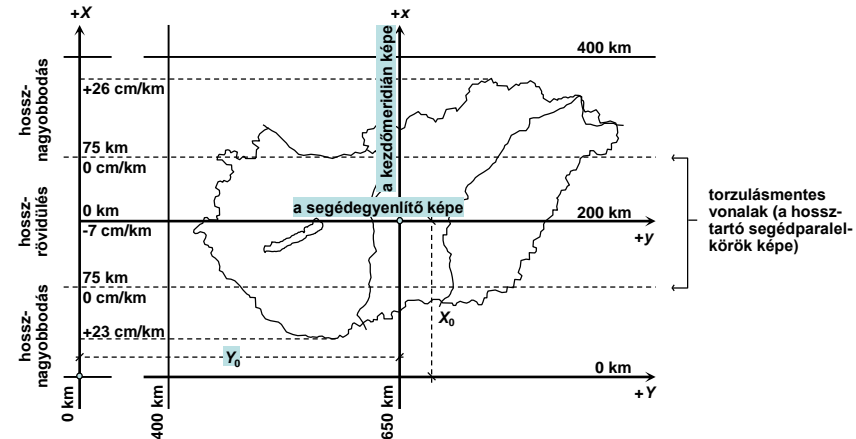 +X
+x
a kezdőmeridián képe
400 km
+26 cm/km
hossz-
nagyobbodás
75 km
0 cm/km
a segédegyenlítő képe
0 km
-7 cm/km
200 km
+y
hossz-
rövidülés
torzulásmentes
vonalak (a hossz-
tartó segédparalel-
körök képe)
75 km
0 cm/km
X0
hossz-
nagyobbodás
+23 cm/km
Y0
0 km
+Y
0 km
400 km
650 km